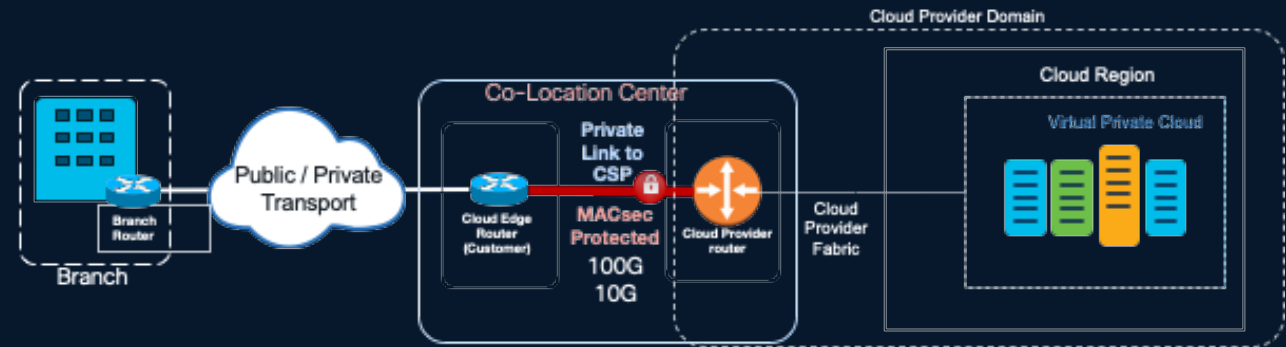 Cloud Provider Domain
Cloud Region
Co-Location Center
Virtual Private Cloud
Private
Link to
CSP
Public / Private
Transport
Branch
Router
Cloud Edge
Router
(Customer)
MACsec
Protected
100G
10G
Cloud Provider
router
Cloud
Provider
Fabric
Branch